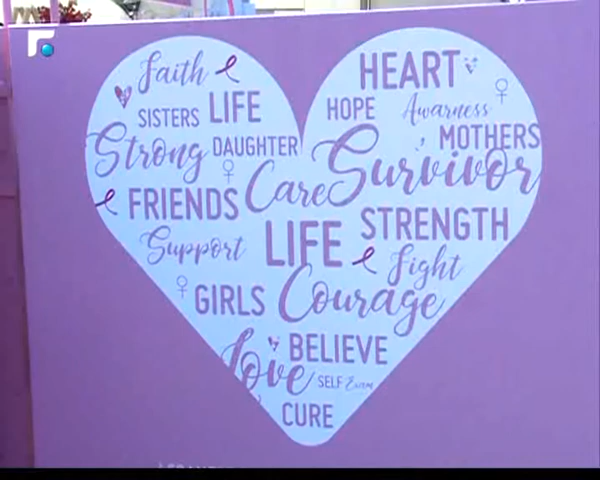 Faith
HEART
SISTERS LIFE
HOPE Awarness
Strong DAUGHTER
MOTHERS
Survivor
FRIENDS Care
STRENGTH
Support LIFE
Fight
GIRLS Courage
Love BELIEVE
SELF Exam
CURE